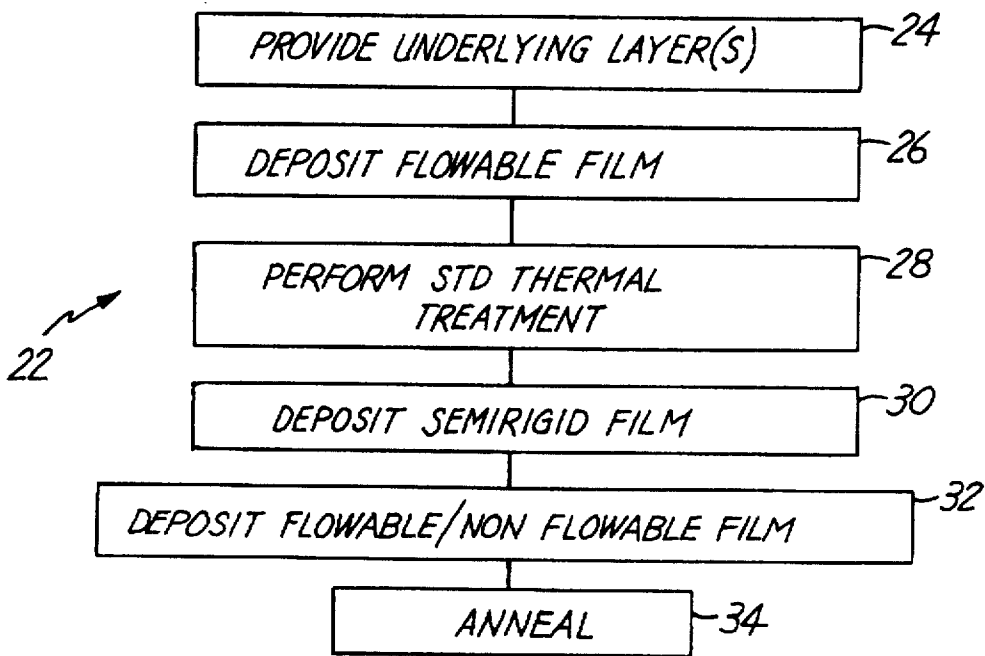 PROVIDE UNDERLYING LAYER(S)
24
DEPOSIT FLOWABLE FILM
26
PERFORM STD THERMAL
TREATMENT
28
22
DEPOSIT SEMIRIGID FILM
30
DEPOSIT FLOWABLE/NON FLOWABLE FILM
32
ANNEAL
34